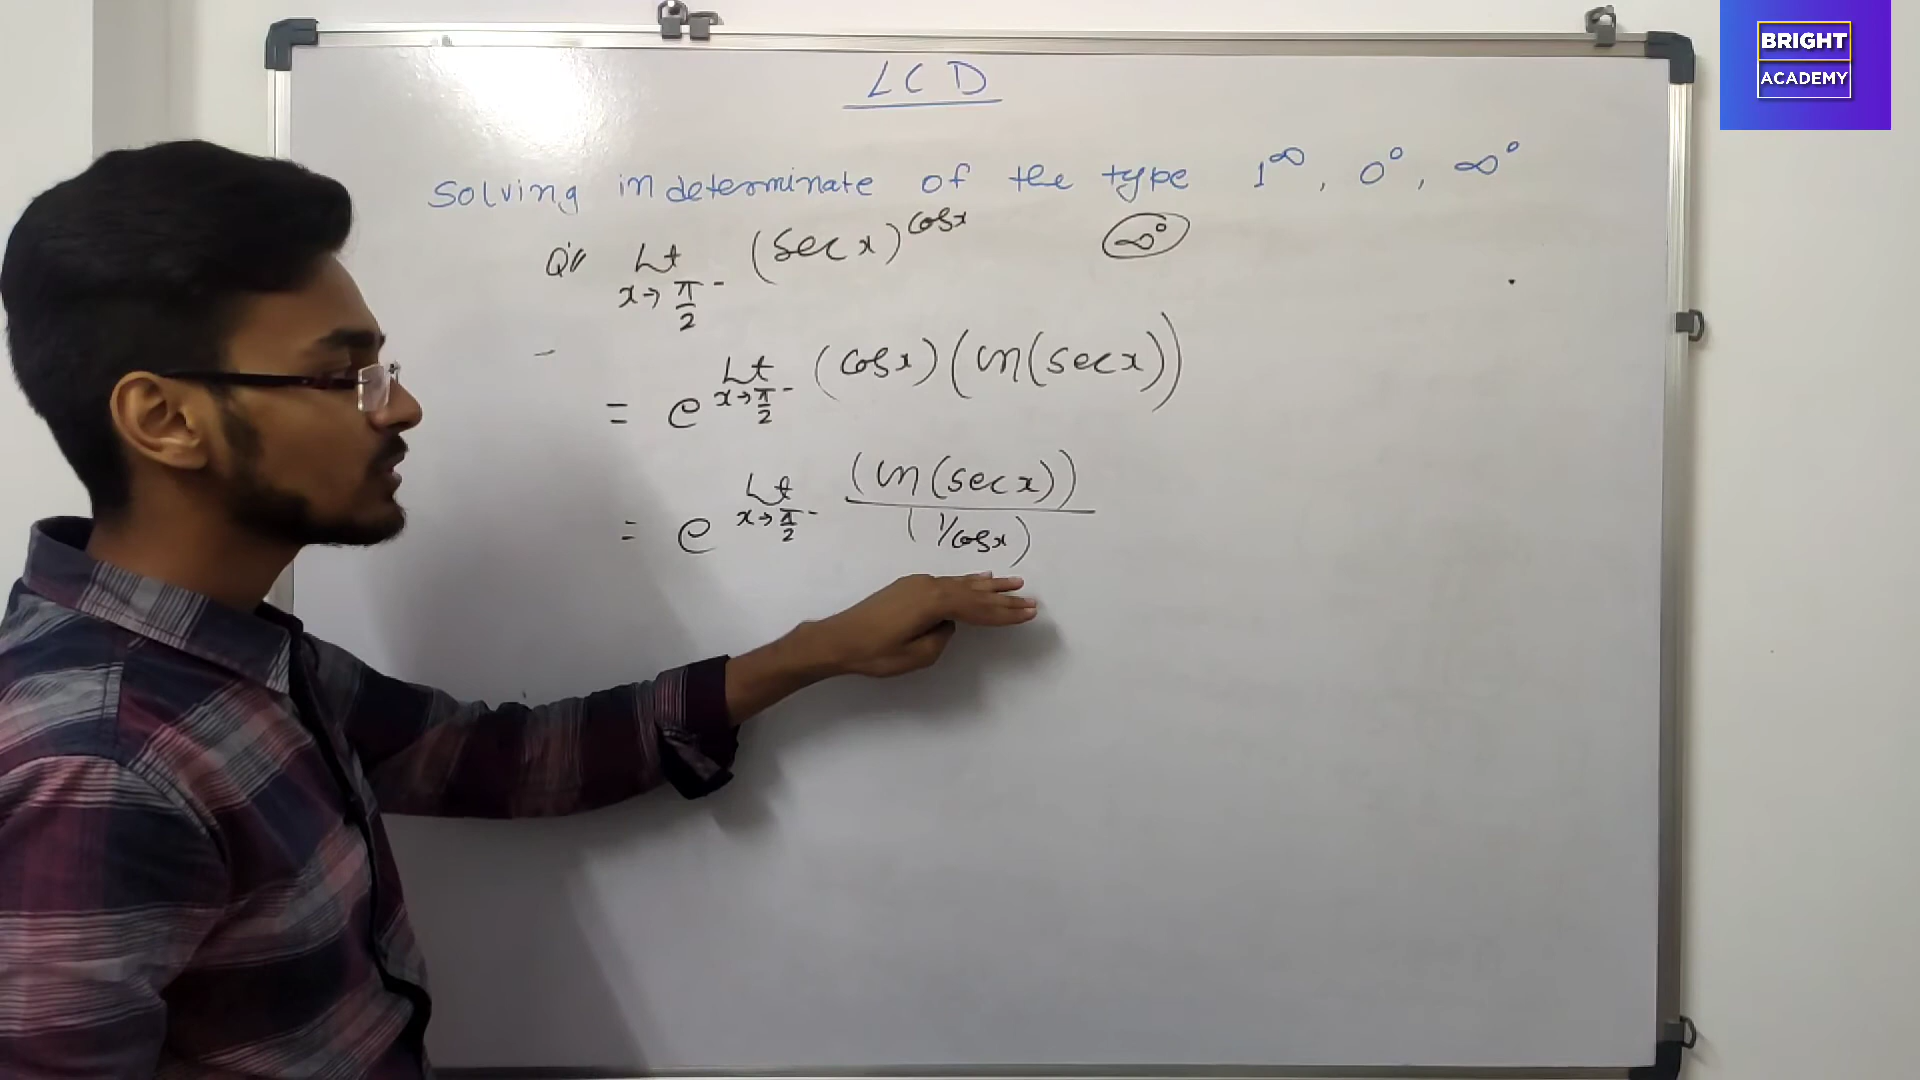 BRIGHT
ACADEMY
LCD
Solving indeterminate of the type 1^∞, 0^0, ∞^0
Q1/ Lt x→π/2⁻ (sec x)^cos x ∞^0
= e^Lt x→π/2⁻ (cos x)(ln(sec x))
= e^Lt x→π/2⁻ (ln(sec x))/(1/cos x)